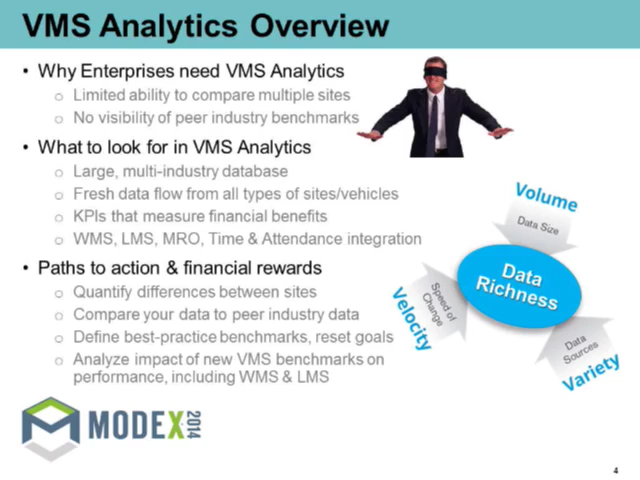 VMS Analytics Overview
• Why Enterprises need VMS Analytics
o Limited ability to compare multiple sites
o No visibility of peer industry benchmarks
• What to look for in VMS Analytics
o Large, multi-industry database
o Fresh data flow from all types of sites/vehicles
o KPIs that measure financial benefits
o WMS, LMS, MRO, Time & Attendance integration
• Paths to action & financial rewards
o Quantify differences between sites
o Compare your data to peer industry data
o Define best-practice benchmarks, reset goals
o Analyze impact of new VMS benchmarks on
performance, including WMS & LMS
Volume
Data Size
Data
Richness
Velocity
Speed of
Change
Data
Sources
Variety
MODEX
2014
4